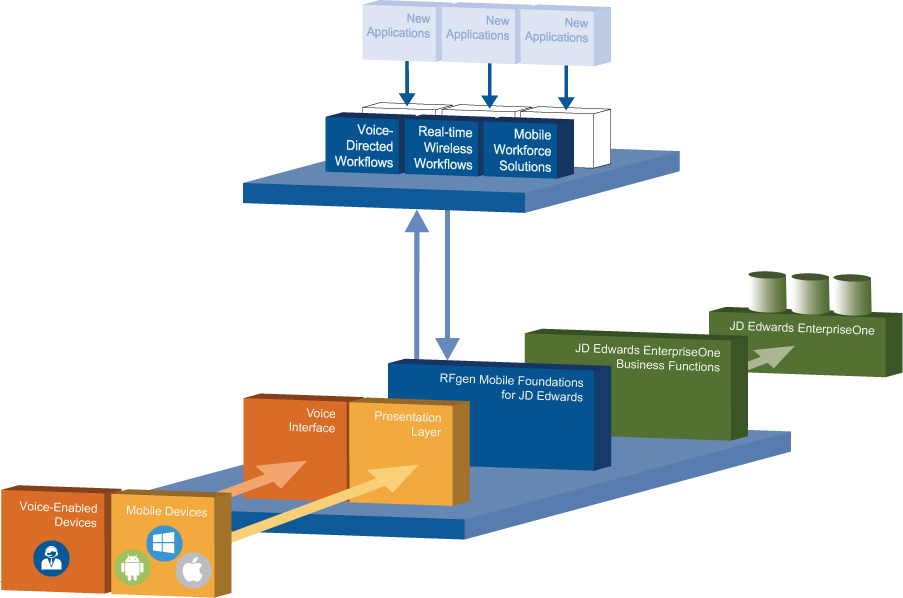 New
Applications
New
Applications
New
Applications
Voice-
Directed
Workflows
Real-time
Wireless
Workflows
Mobile
Workforce
Solutions
JD Edwards EnterpriseOne
JD Edwards EnterpriseOne
Business Functions
RFgen Mobile Foundations
for JD Edwards
Voice
Interface
Presentation
Layer
Voice-Enabled
Devices
Mobile Devices